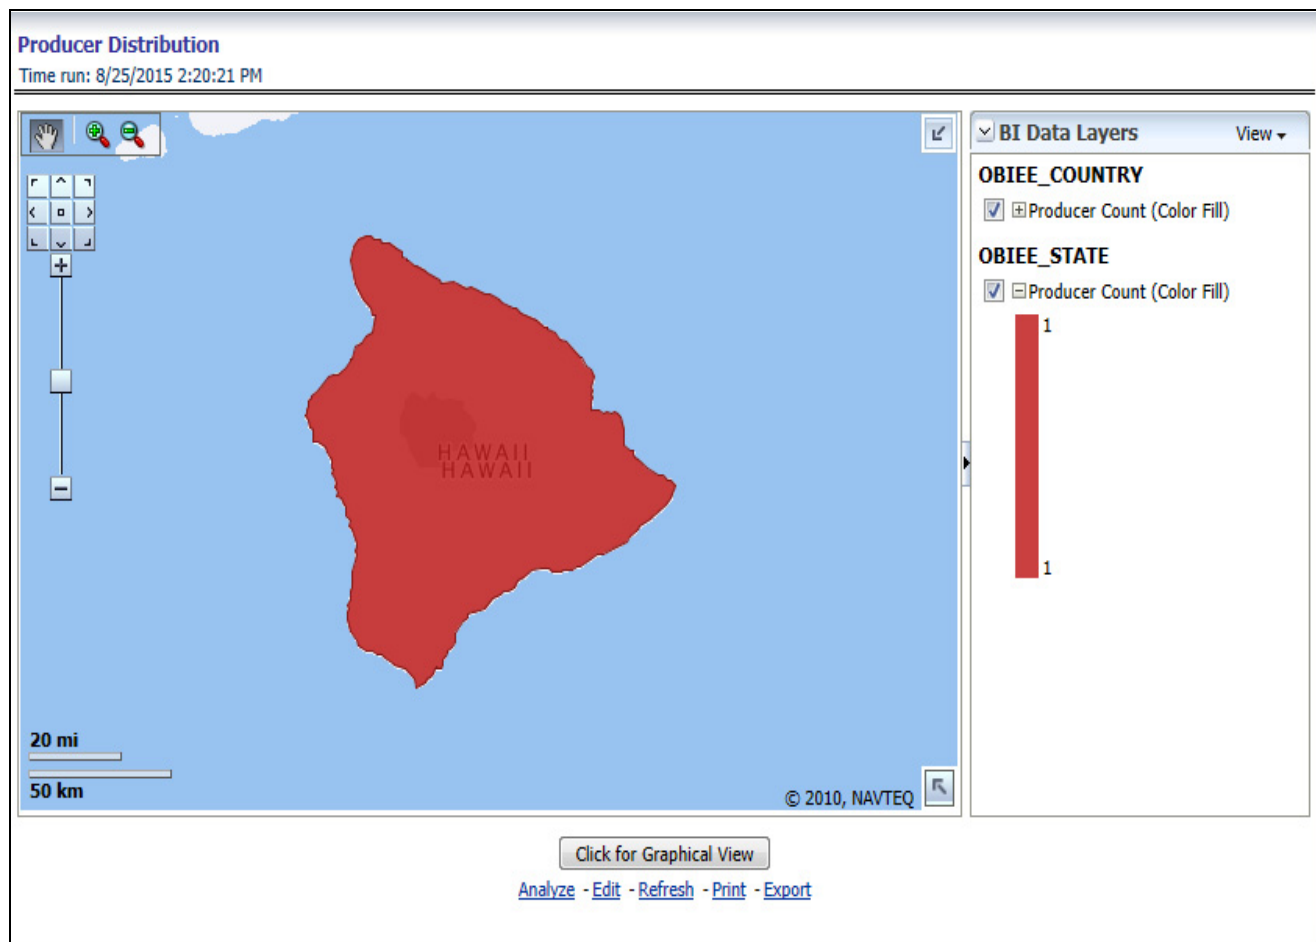 Producer Distribution
Time run: 8/25/2015 2:20:21 PM
BI Data Layers
View
OBIEE_COUNTRY
Producer Count (Color Fill)
OBIEE_STATE
Producer Count (Color Fill)
1
1
HAWAII
HAWAII
20 mi
50 km
© 2010, NAVTEQ
Click for Graphical View
Analyze - Edit - Refresh - Print - Export